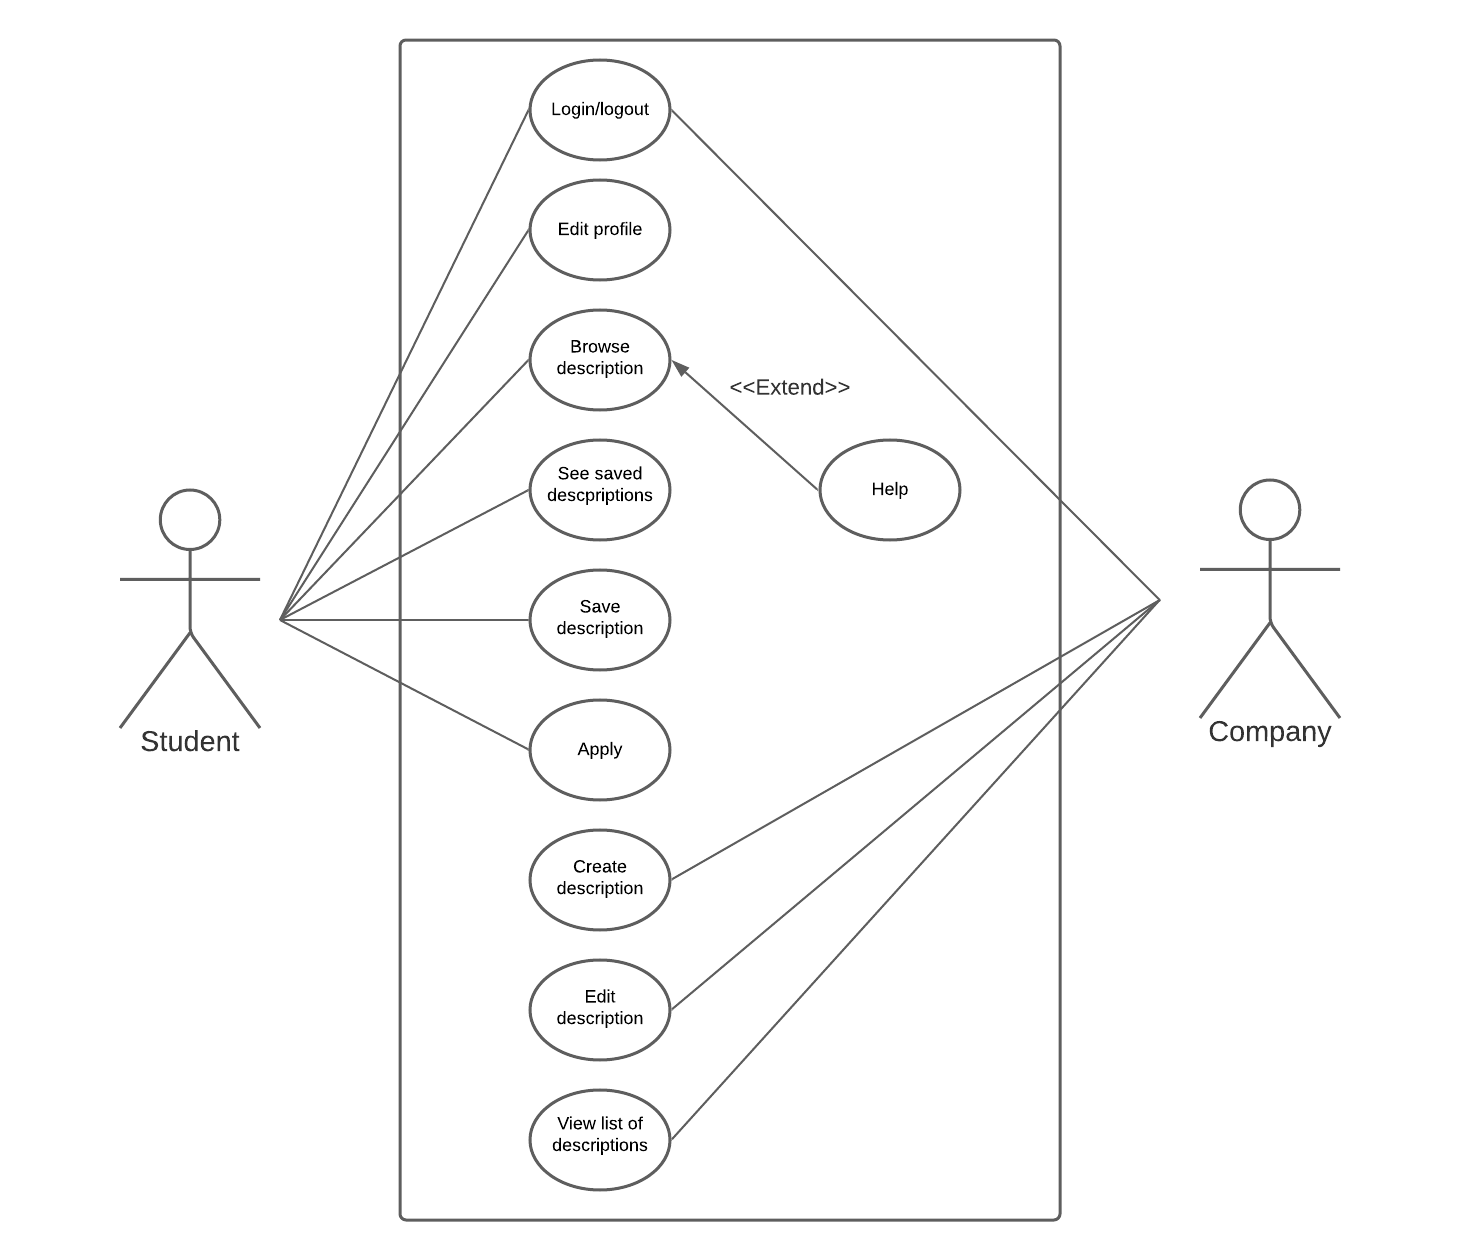 Login/logout
Edit profile
Browse
description
<<Extend>>
See saved
descpriptions
Help
Save
description
Student
Company
Apply
Create
description
Edit
description
View list of
descriptions